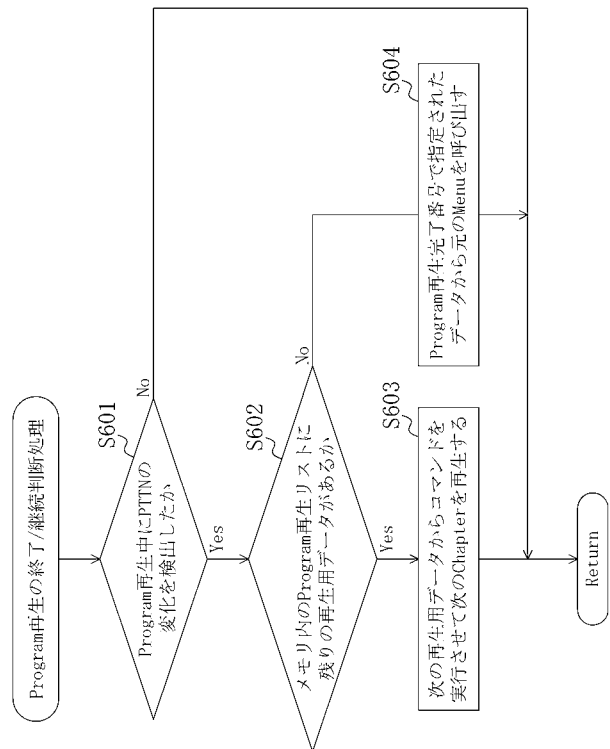 Program再生の終了/継続判断処理
S601
Program再生中にPTTNの
変化を検出したか
No
Yes
S602
メモリ内のProgram再生リストに
残りの再生用データがあるか
No
Yes
S603
次の再生用データからコマンドを
実行させて次のChapterを再生する
S604
Program再生完了番号で指定された
データから元のMenuを呼び出す
Return